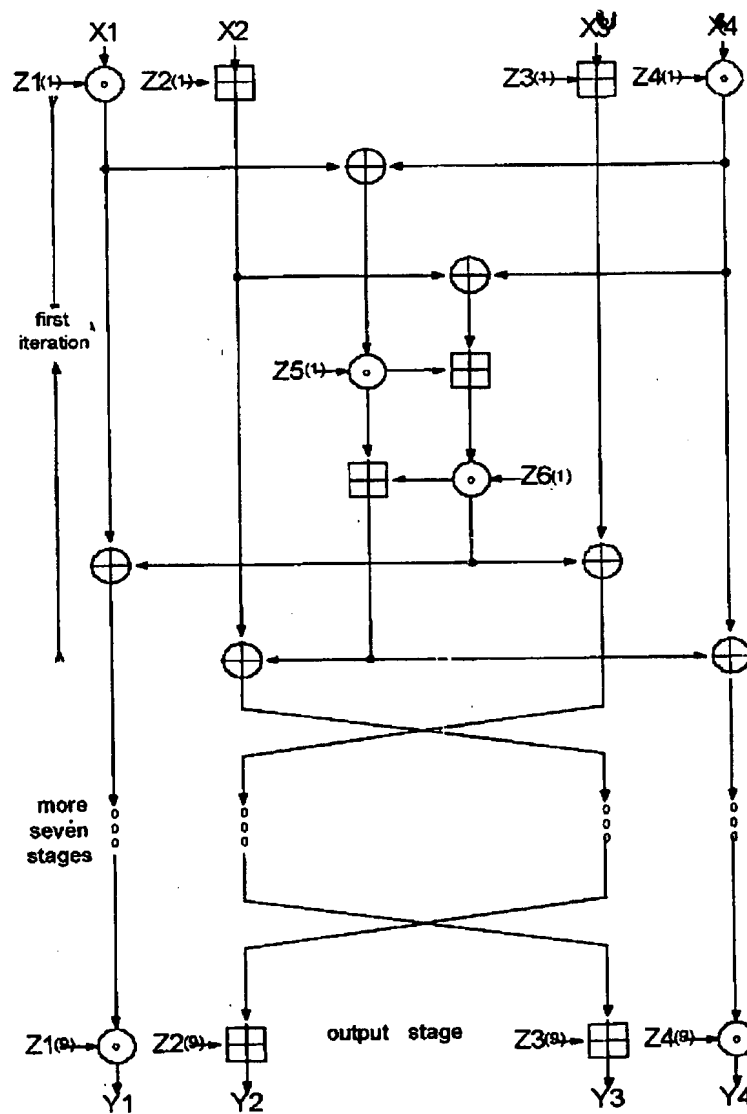 X1 X2 X3 X4
Z1(1) Z2(1) Z3(1) Z4(1)
first
iteration
Z5(1)
Z6(1)
more
seven
stages
output stage
Z1(9) Z2(9) Z3(9) Z4(9)
Y1 Y2 Y3 Y4